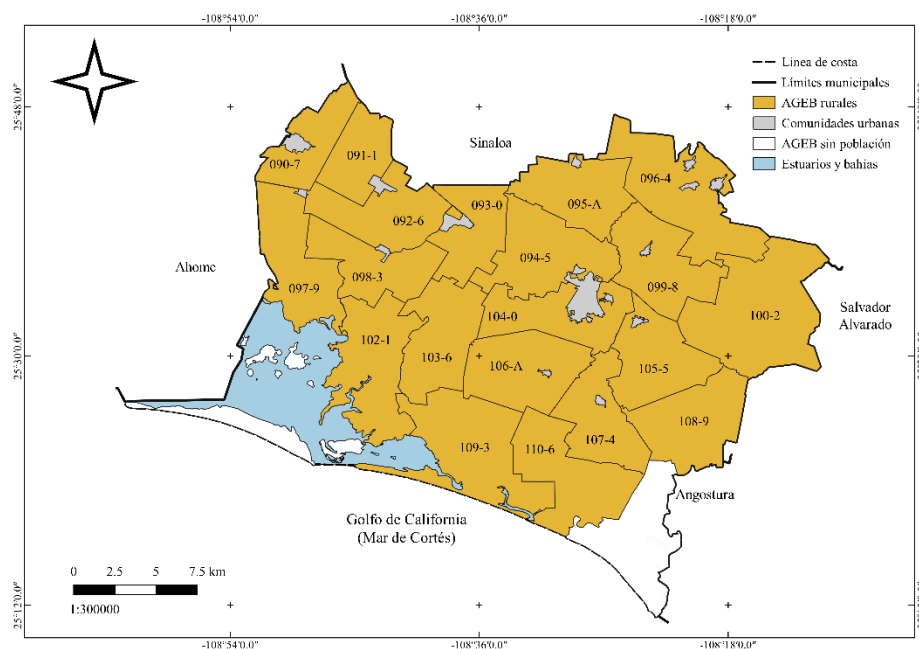 -108°54'0.0"
-108°36'0.0"
-108°18'0.0"
25°48'0.0"
25°30'0.0"
25°12'0.0"
Linea de costa
Límites municipales
AGEB rurales
Comunidades urbanas
AGEB sin población
Estuarios y bahias
Sinaloa
090-7
091-1
092-6
093-0
095-A
096-4
Ahome
097-9
098-3
094-5
099-8
100-2
Salvador
Alvarado
102-1
103-6
104-0
106-A
105-5
109-3
110-6
107-4
108-9
Angostura
Golfo de California
(Mar de Cortés)
0 2.5 5 7.5 km
1:300000
-108°54'0.0"
-108°36'0.0"
-108°18'0.0"